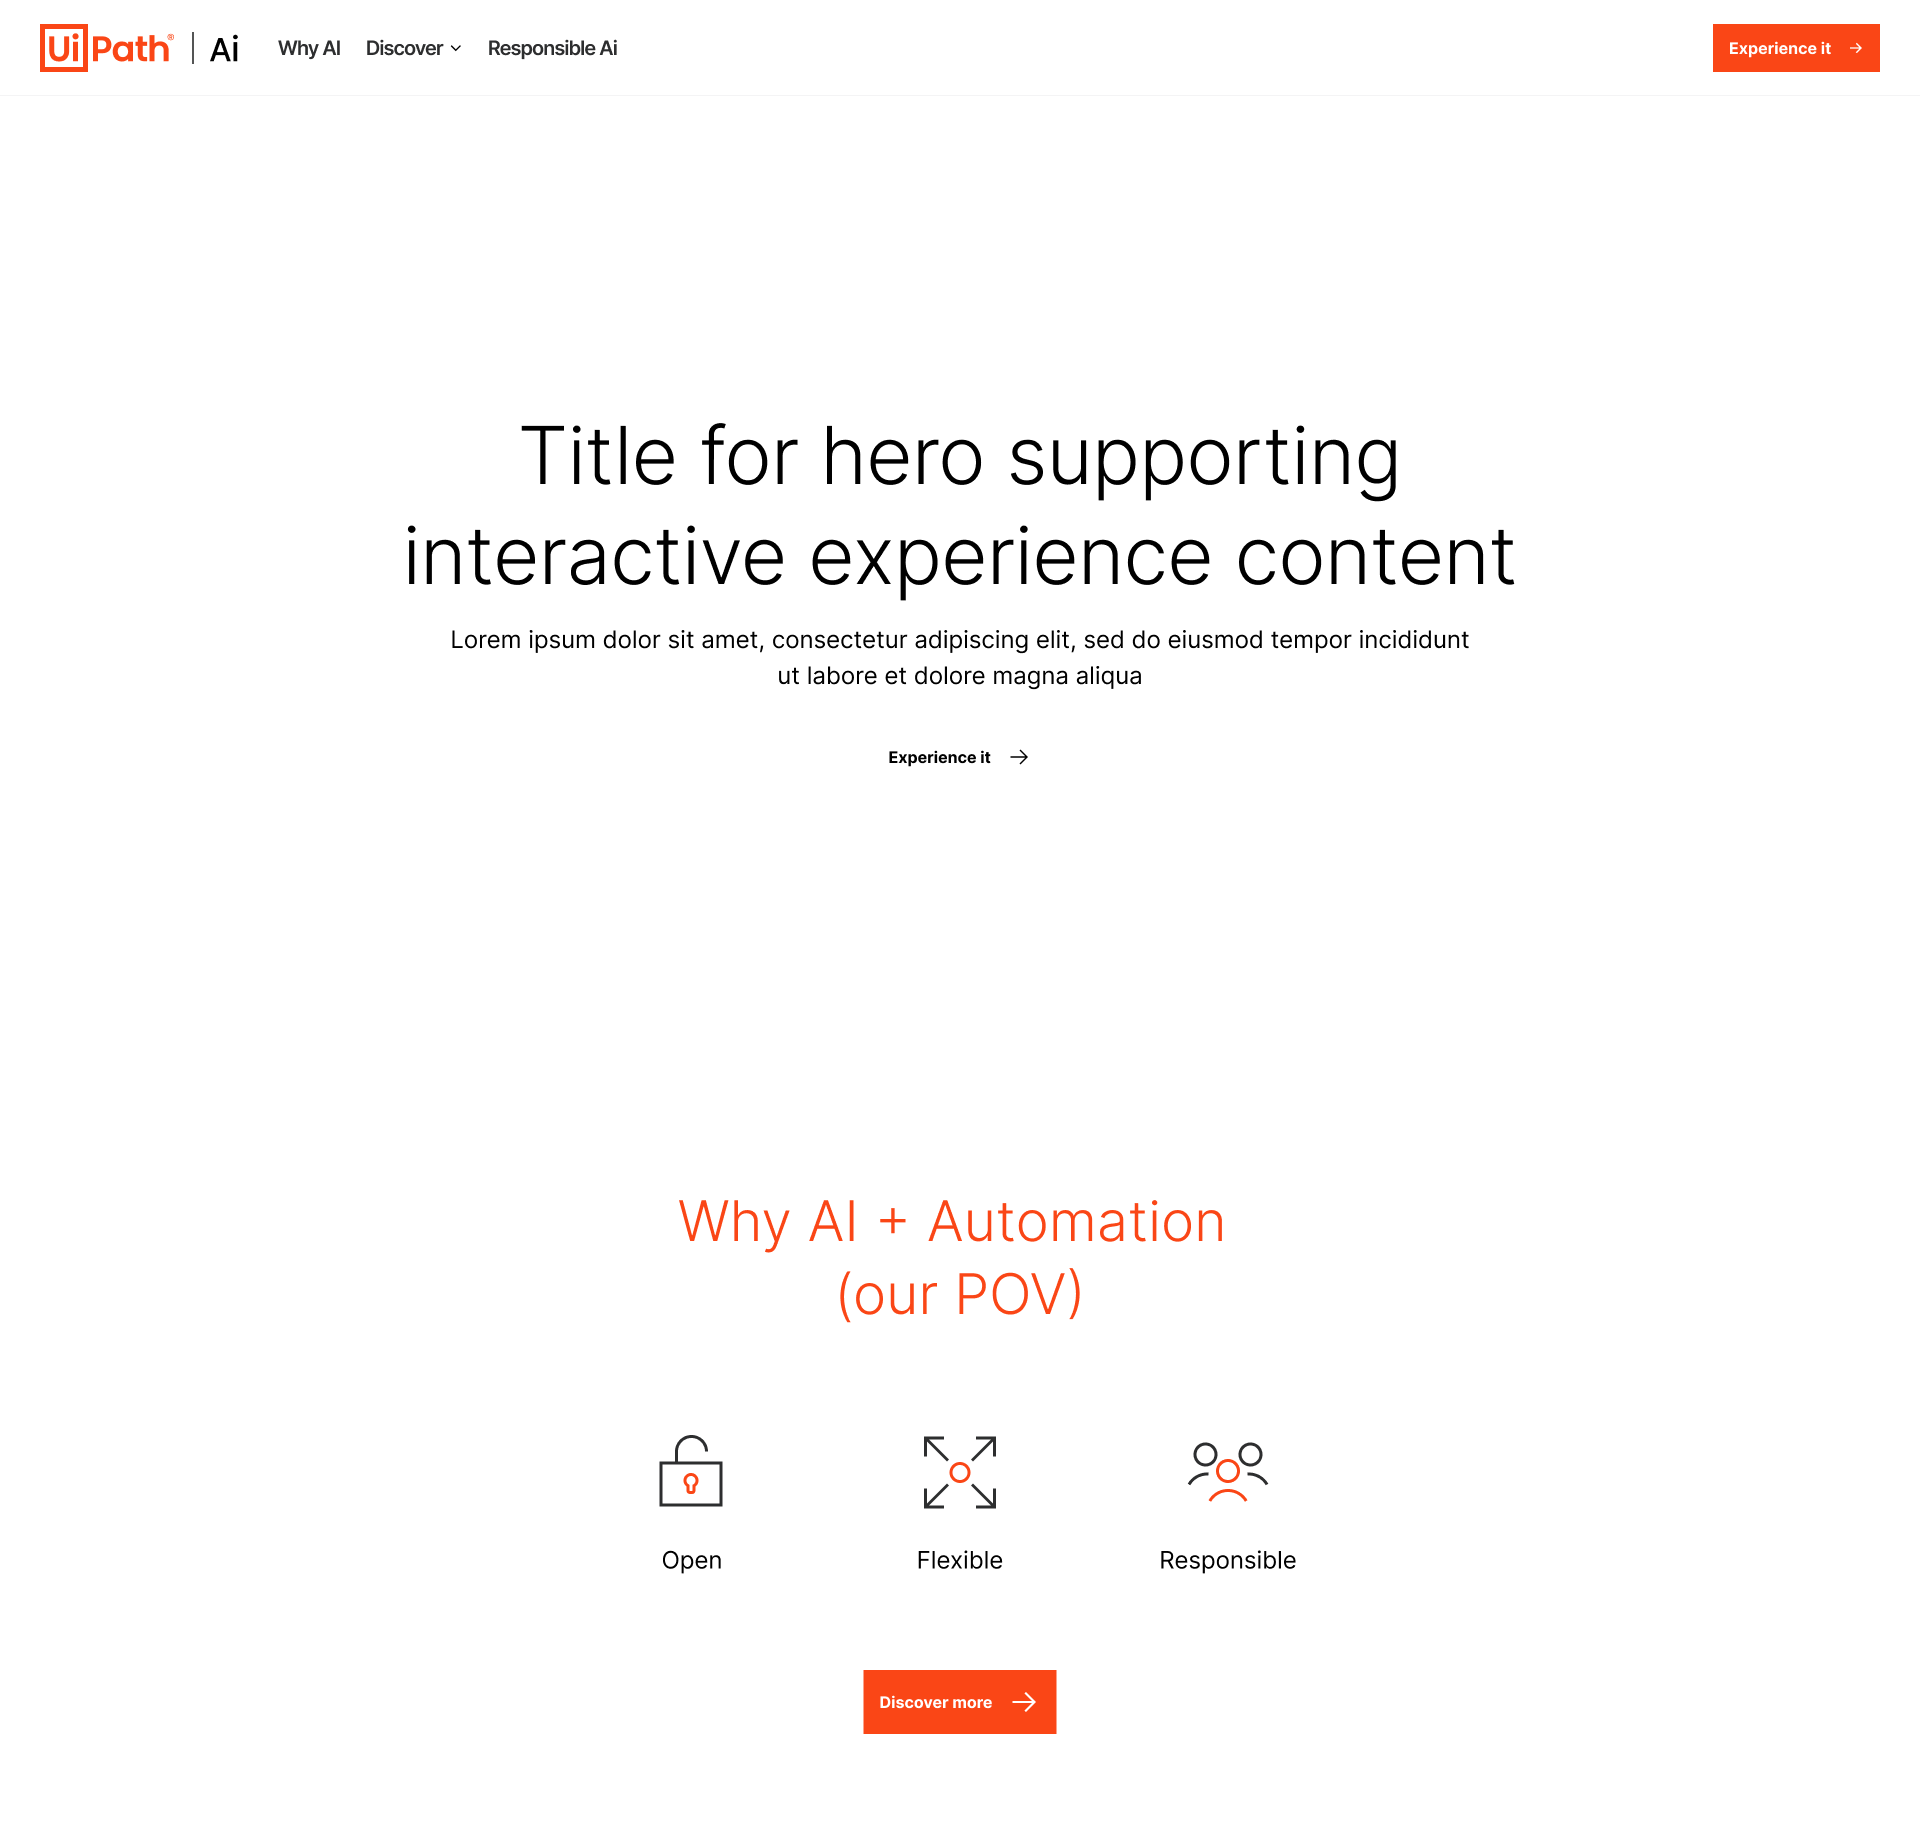 UiPath® | Ai
Why AI
Discover
Responsible Ai
Experience it
Title for hero supporting
interactive experience content
Lorem ipsum dolor sit amet, consectetur adipiscing elit, sed do eiusmod tempor incididunt
ut labore et dolore magna aliqua
Experience it
Why AI + Automation
(our POV)
Open
Flexible
Responsible
Discover more